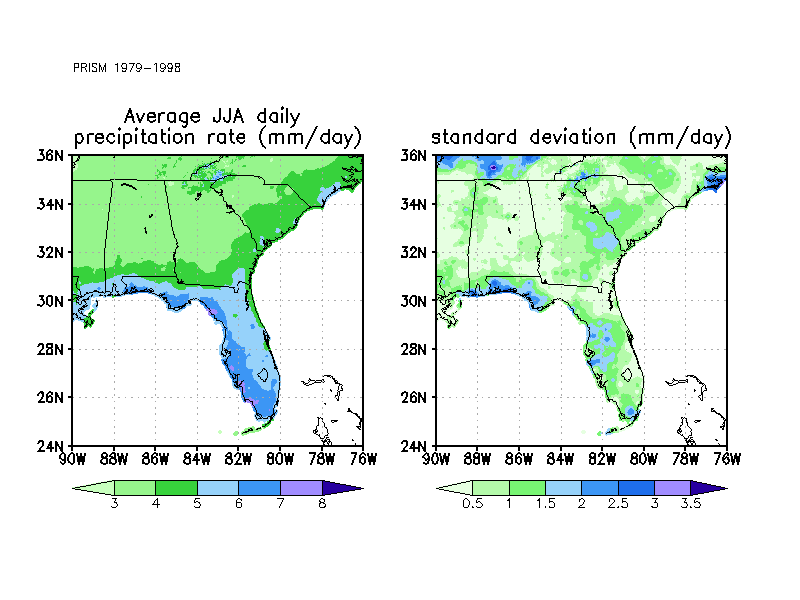 PRISM 1979-1998
Average JJA daily
precipitation rate (mm/day)
standard deviation (mm/day)
36N
34N
32N
30N
28N
26N
24N
90W 88W 86W 84W 82W 80W 78W 76W
3 4 5 6 7 8
36N
34N
32N
30N
28N
26N
24N
90W 88W 86W 84W 82W 80W 78W 76W
0.5 1 1.5 2 2.5 3 3.5